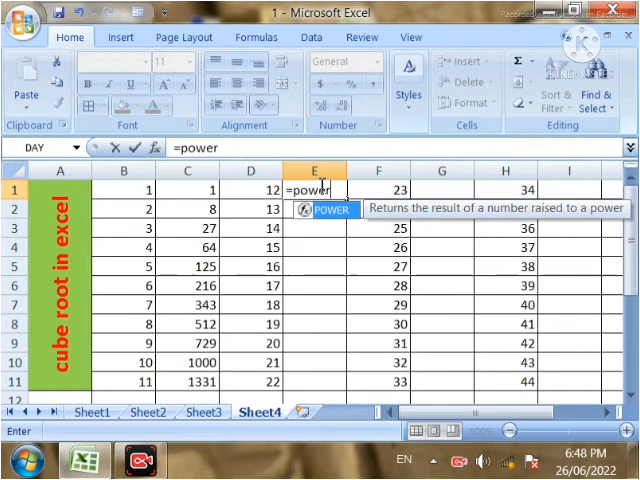 1 - Microsoft Excel
Home Insert Page Layout Formulas Data Review View
Paste
Clipboard
11
B I U
Font
Alignment
General
$ % ,
Number
Styles
Insert
Delete
Format
Cells
Σ
Sort &
Filter
Find &
Select
Editing
KINEMASTER
DAY
=power
A B C D E F G H I
1 1 1 12 =power 23 34
2 2 8 13 POWER Returns the result of a number raised to a power
3 3 27 14 25 36
4 4 64 15 26 37
5 5 125 16 27 38
6 6 216 17 28 39
7 7 343 18 29 40
8 8 512 19 30 41
9 9 729 20 31 42
10 10 1000 21 32 43
11 11 1331 22 33 44
12
cube root in excel
Sheet1 Sheet2 Sheet3 Sheet4
Enter
100%
EN
6:48 PM
26/06/2022